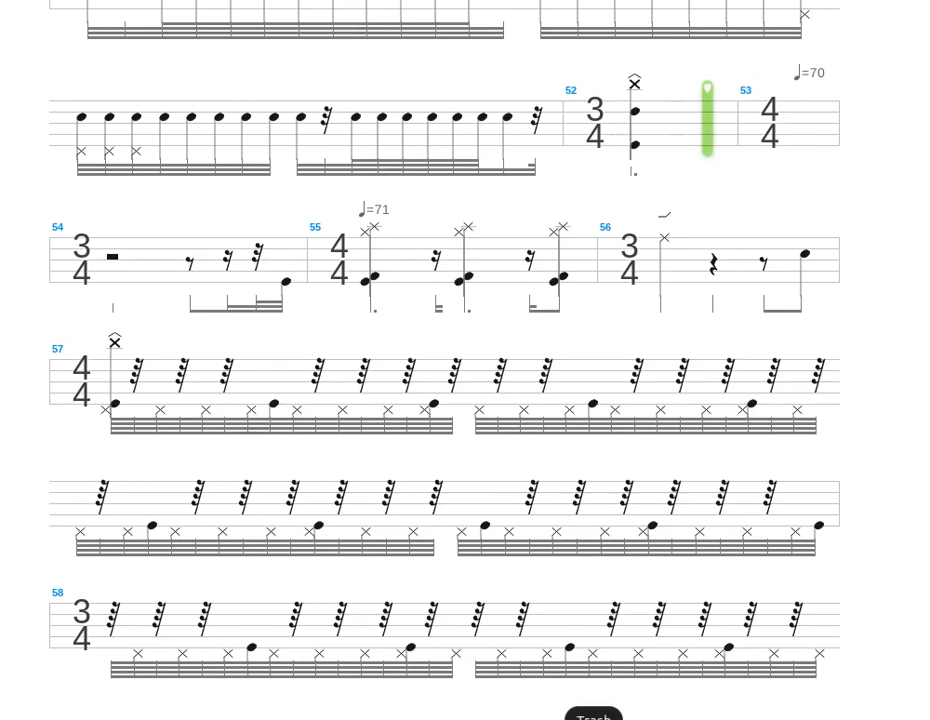 ♩=70
52 3 4 53 4 4
♩=71
54 3 4 55 4 4 56 3 4
57 4 4
58 3 4